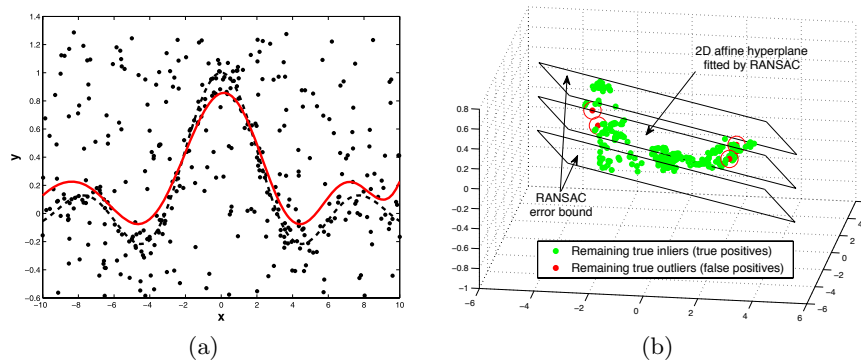 1.4
1.2
1
0.8
0.6
0.4
0.2
0
−0.2
−0.4
−0.6
y
−10 −8 −6 −4 −2 0 2 4 6 8 10
x
(a)
2D affine hyperplane
fitted by RANSAC
0.8
0.6
0.4
0.2
0
−0.2
−0.4
−0.6
−0.8
−1
RANSAC
error bound
Remaining true inliers (true positives)
Remaining true outliers (false positives)
−6 −4 −2 0 2 4 6
−6
−4
−2
0
2
4
(b)